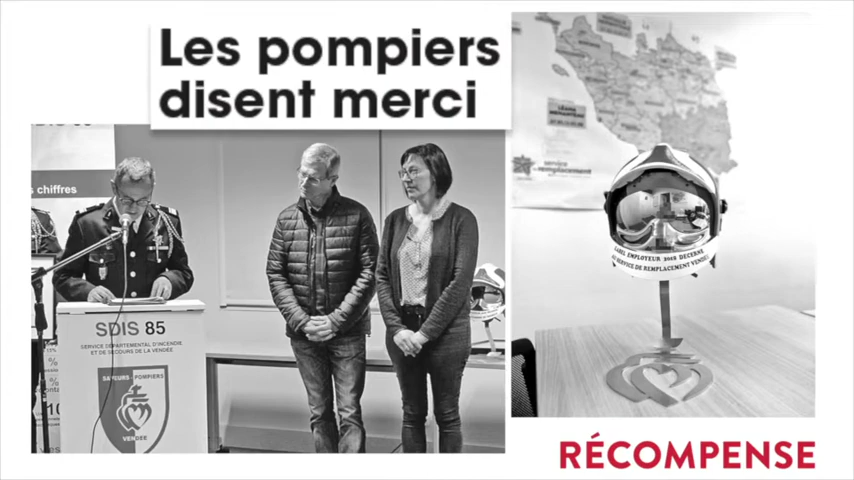 Les pompiers
disent merci
chiffres
SDIS 85
SERVICE DÉPARTEMENTAL D'INCENDIE
ET DE SECOURS DE LA VENDÉE
SAPEURS-POMPIERS
VENDÉE
service
de remplacement
LABEL EMPLOYEUR 2018 DÉCERNÉ
AU SERVICE DE REMPLACEMENT VENDÉE
RÉCOMPENSE